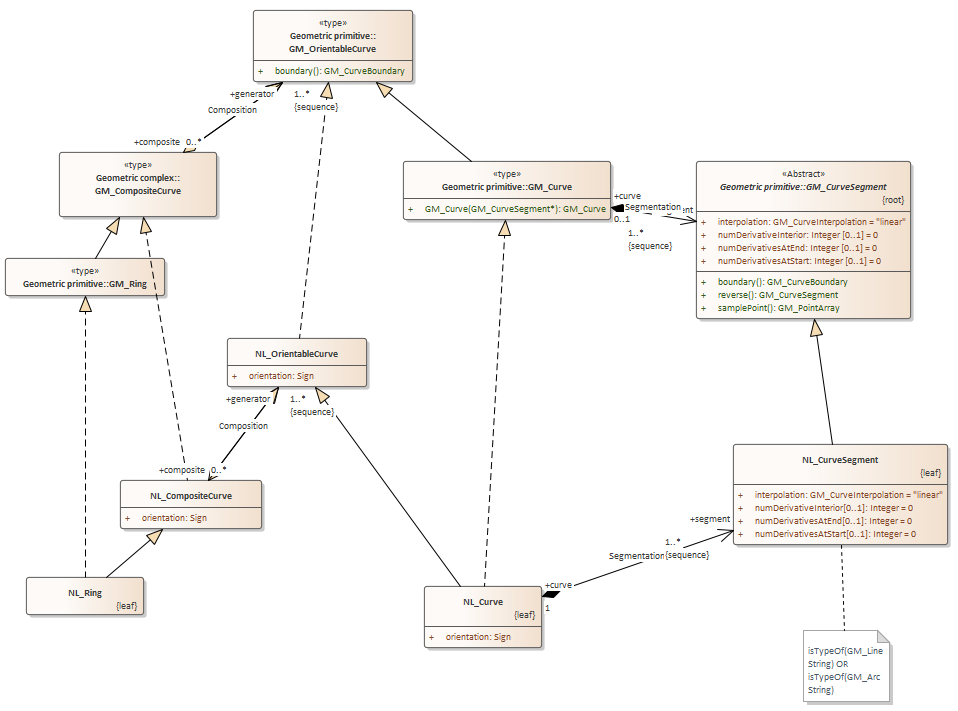 «type»
Geometric primitive::
GM_OrientableCurve
+ boundary(): GM_CurveBoundary
+generator
1..*
{sequence}
Composition
+composite 0..*
«type»
Geometric complex::
GM_CompositeCurve
«type»
Geometric primitive::GM_Curve
+ GM_Curve(GM_CurveSegment*): GM_Curve
+curve
0..1
Segmentation
1..*
{sequence}
«Abstract»
Geometric primitive::GM_CurveSegment
{root}
+ interpolation: GM_CurveInterpolation = "linear"
+ numDerivativeInterior: Integer [0..1] = 0
+ numDerivativesAtEnd: Integer [0..1] = 0
+ numDerivativesAtStart: Integer [0..1] = 0
+ boundary(): GM_CurveBoundary
+ reverse(): GM_CurveSegment
+ samplePoint(): GM_PointArray
«type»
Geometric primitive::GM_Ring
NL_OrientableCurve
+ orientation: Sign
+generator
1..*
{sequence}
Composition
+composite 0..*
NL_CompositeCurve
+ orientation: Sign
NL_CurveSegment
{leaf}
+ interpolation: GM_CurveInterpolation = "linear"
+ numDerivativeInterior[0..1]: Integer = 0
+ numDerivativesAtEnd[0..1]: Integer = 0
+ numDerivativesAtStart[0..1]: Integer = 0
+segment
1..*
Segmentation
{sequence}
NL_Ring
{leaf}
NL_Curve
{leaf}
+ orientation: Sign
+curve
1
isTypeOf(GM_Line
String) OR
isTypeOf(GM_Arc
String)